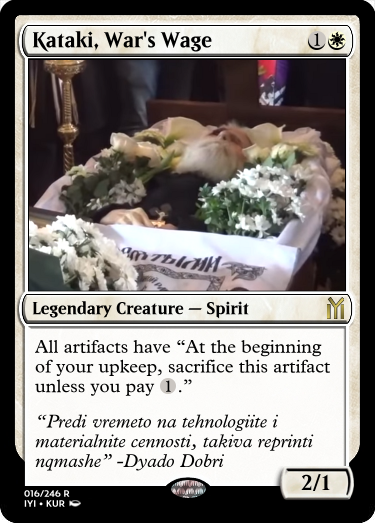 Kataki, War's Wage
1
Legendary Creature — Spirit
All artifacts have “At the beginning
of your upkeep, sacrifice this artifact
unless you pay 1.”
“Predi vremeto na tehnologiite i
materialnite cennosti, takiva reprinti
nqmashe” -Dyado Dobri
016/246 R
IYI • KUR
2/1